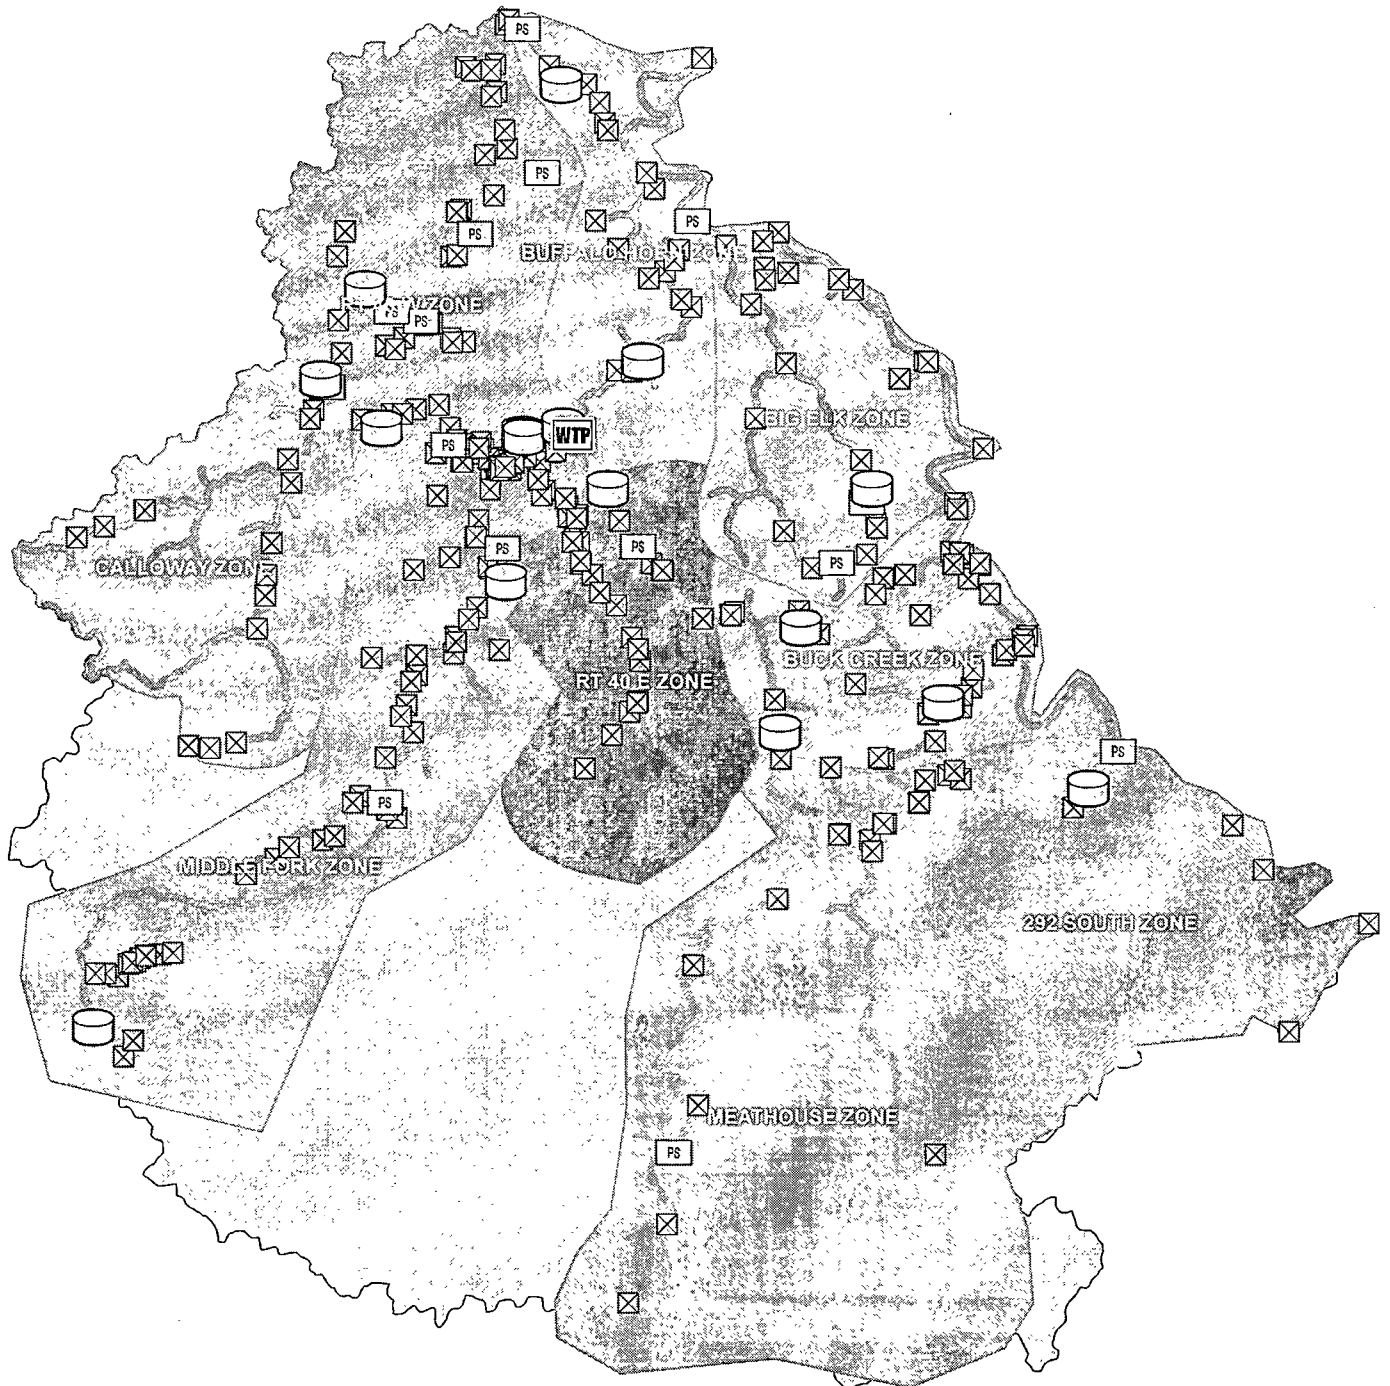 PS
PS
PS
PS
BUFFALO HORN ZONE
ZONE
PS
PS
BIG ELK ZONE
WTP
PS
PS
PS
PS
CALLOWAY ZONE
BUCK CREEK ZONE
RT 40 E ZONE
PS
PS
MIDDLE FORK ZONE
292 SOUTH ZONE
MEATHOUSE ZONE
PS